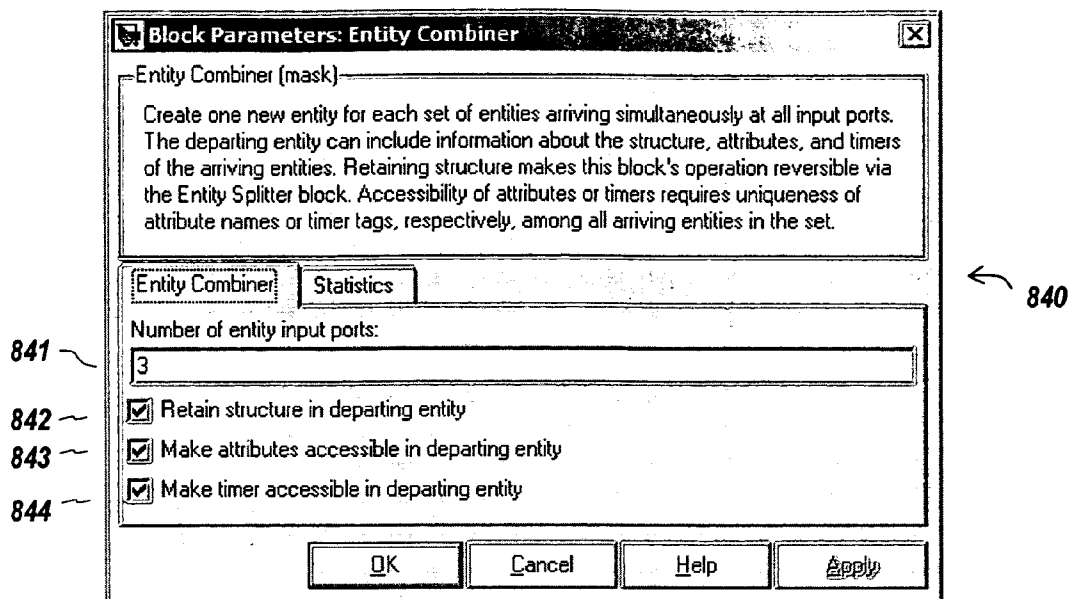 Block Parameters: Entity Combiner
Entity Combiner (mask)
Create one new entity for each set of entities arriving simultaneously at all input ports.
The departing entity can include information about the structure, attributes, and timers
of the arriving entities. Retaining structure makes this block's operation reversible via
the Entity Splitter block. Accessibility of attributes or timers requires uniqueness of
attribute names or timer tags, respectively, among all arriving entities in the set.
Entity Combiner Statistics
840
Number of entity input ports:
841 3
842 Retain structure in departing entity
843 Make attributes accessible in departing entity
844 Make timer accessible in departing entity
OK Cancel Help Apply